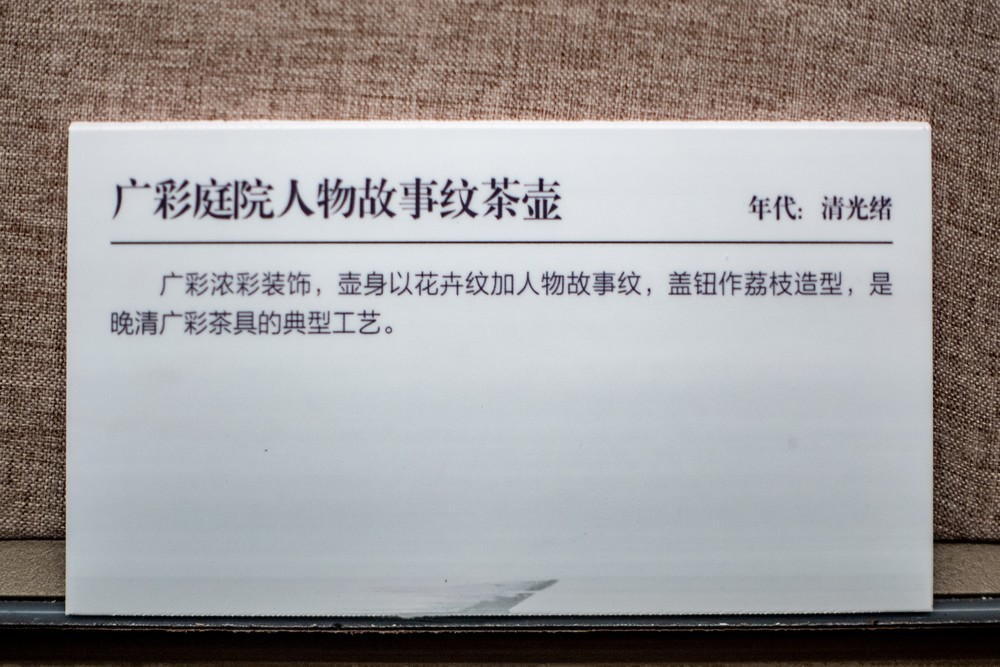 广彩庭院人物故事纹茶壶 年代：清光绪
广彩浓彩装饰，壶身以花卉纹加人物故事纹，盖钮作荔枝造型，是
晚清广彩茶具的典型工艺。